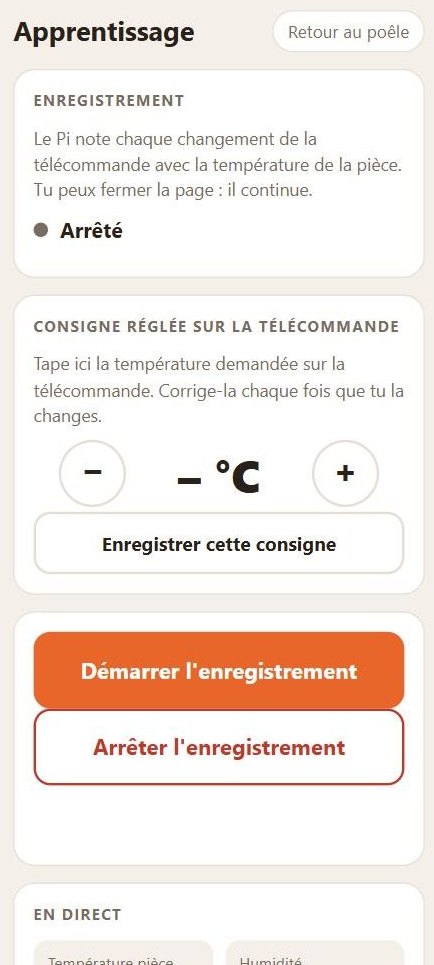 Apprentissage
Retour au poêle
ENREGISTREMENT
Le Pi note chaque changement de la
télécommande avec la température de la pièce.
Tu peux fermer la page : il continue.
Arrêté
CONSIGNE RÉGLÉE SUR LA TÉLÉCOMMANDE
Tape ici la température demandée sur la
télécommande. Corrige-la chaque fois que tu la
changes.
− – °C +
Enregistrer cette consigne
Démarrer l'enregistrement
Arrêter l'enregistrement
EN DIRECT
Température pièce
Humidité